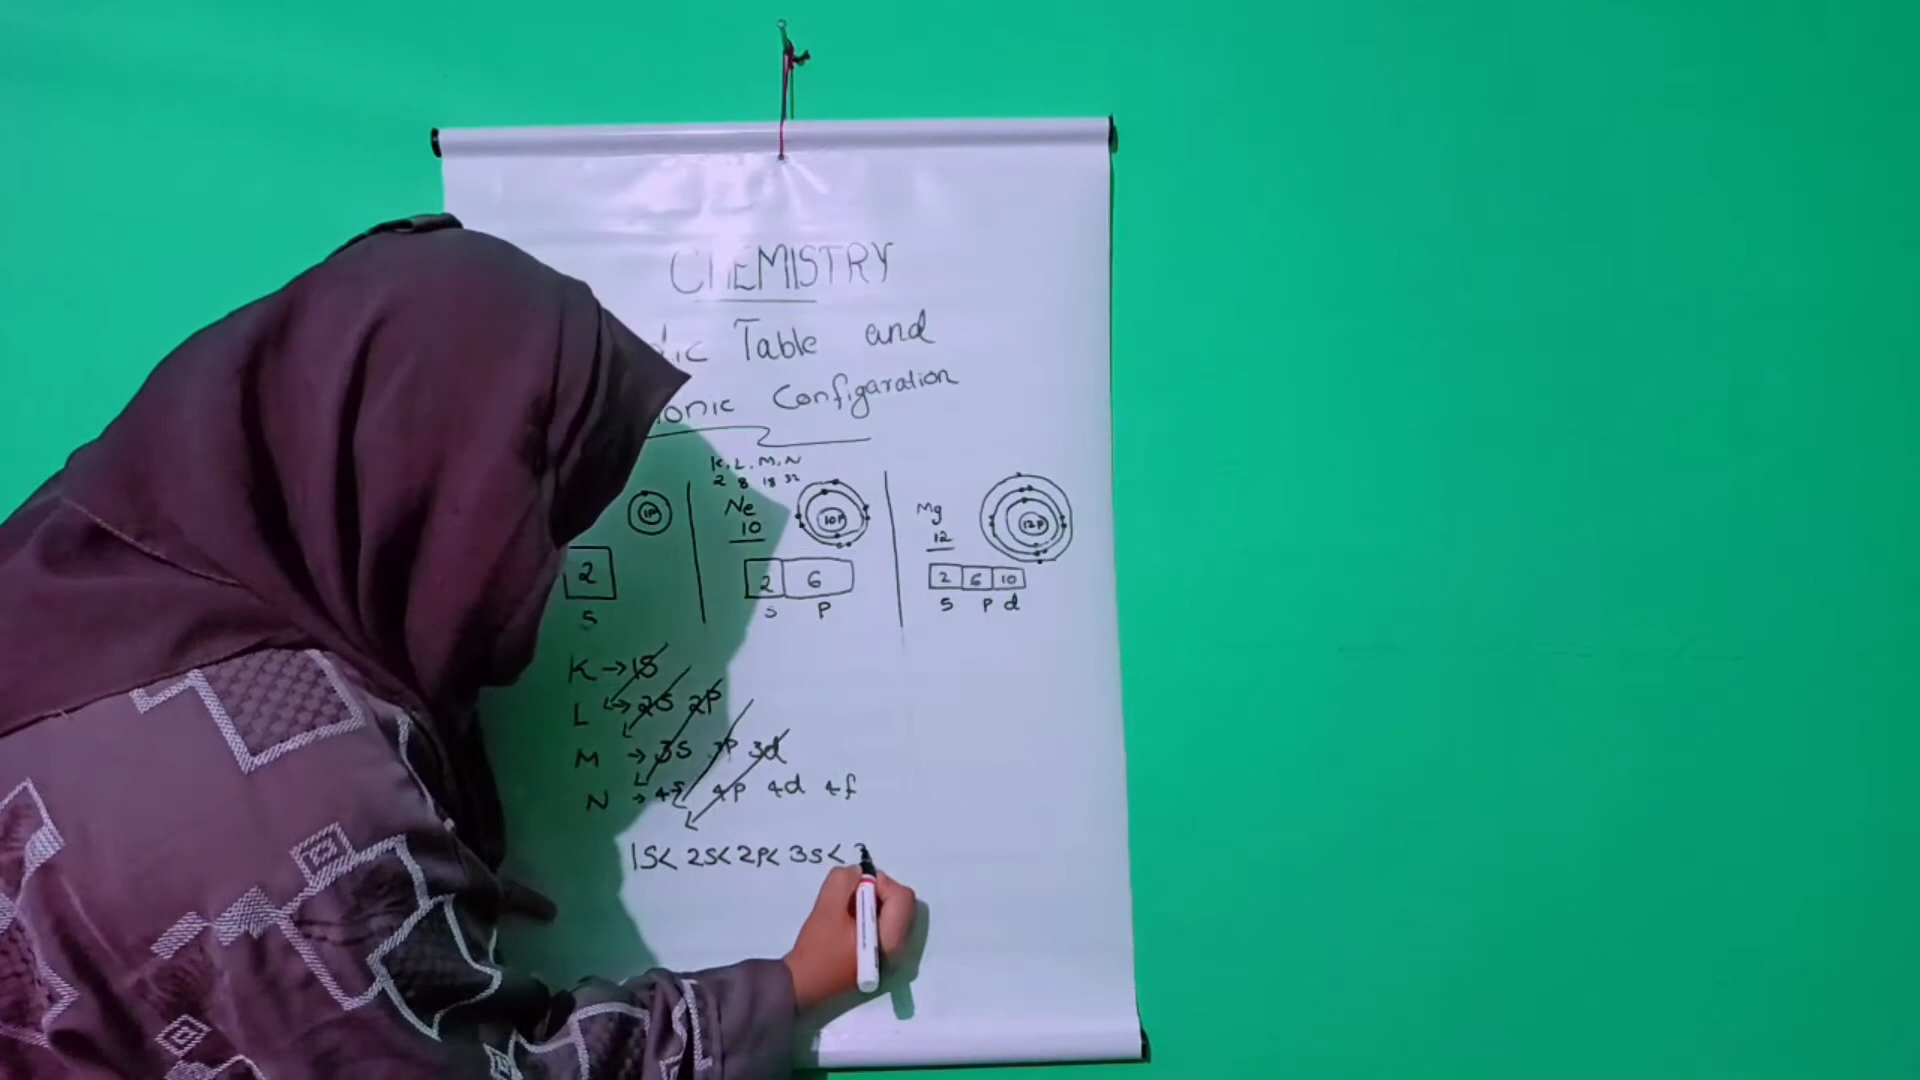 CHEMISTRY
Table and
Configaration
K, L, M, N
2 8 18 32
1P
Ne
10
10P
Mg
12
12P
2
S
2 6
S P
2 6 10
S P d
K → 1S
L → 2S 2P
M → 3S 3P 3d
N → 4S 4P 4d 4f
1S< 2S< 2P< 3S<